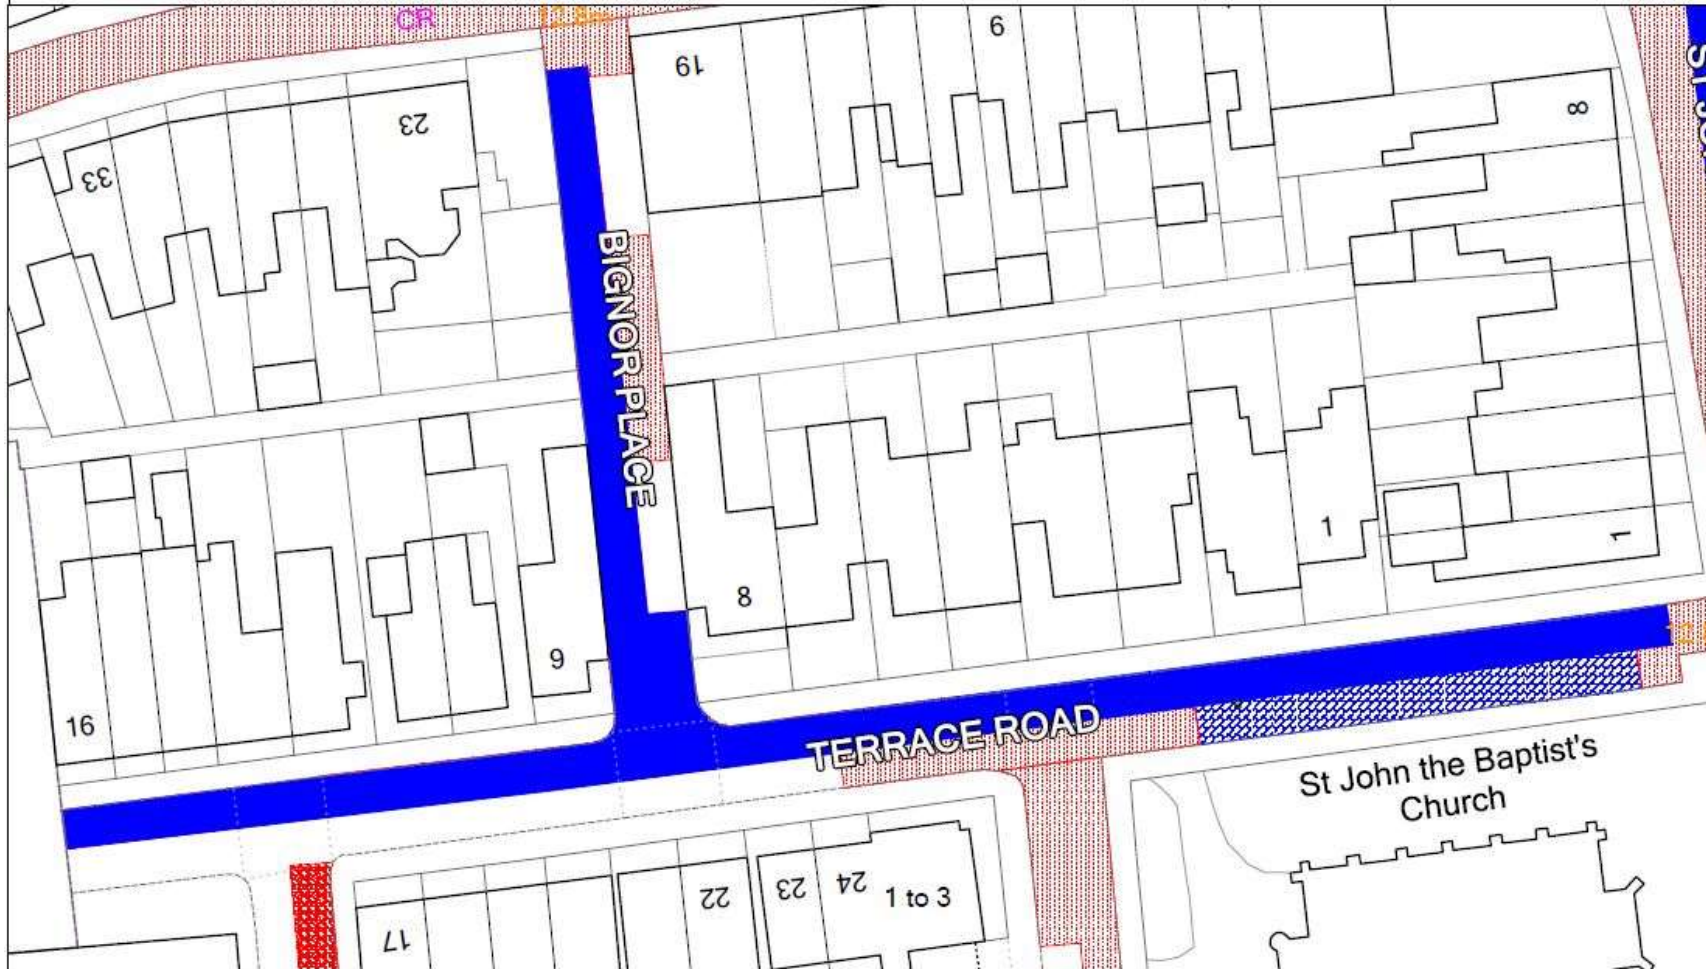 CR
6
19
23
33
8
BIGNOR PLACE
1
1
8
9
16
TERRACE ROAD
St John the Baptist's
Church
17
22
23
24
1 to 3